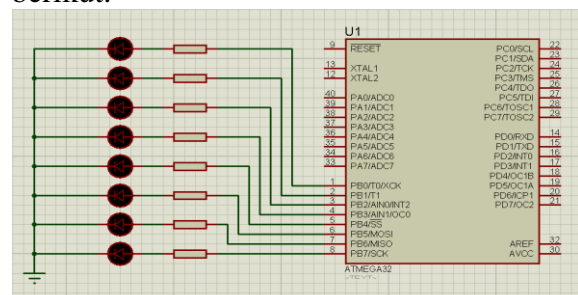 U1
9 RESET PC0/SCL 22
PC1/SDA 23
13 XTAL1 PC2/TCK 24
12 XTAL2 PC3/TMS 25
PC4/TDO 26
40 PA0/ADC0 PC5/TDI 27
39 PA1/ADC1 PC6/TOSC1 28
38 PA2/ADC2 PC7/TOSC2 29
37 PA3/ADC3
36 PA4/ADC4 PD0/RXD 14
35 PA5/ADC5 PD1/TXD 15
34 PA6/ADC6 PD2/INT0 16
33 PA7/ADC7 PD3/INT1 17
PD4/OC1B 18
1 PB0/T0/XCK PD5/OC1A 19
2 PB1/T1 PD6/ICP1 20
3 PB2/AIN0/INT2 PD7/OC2 21
4 PB3/AIN1/OC0
5 PB4/SS
6 PB5/MOSI
7 PB6/MISO AREF 32
8 PB7/SCK AVCC 30
ATMEGA32